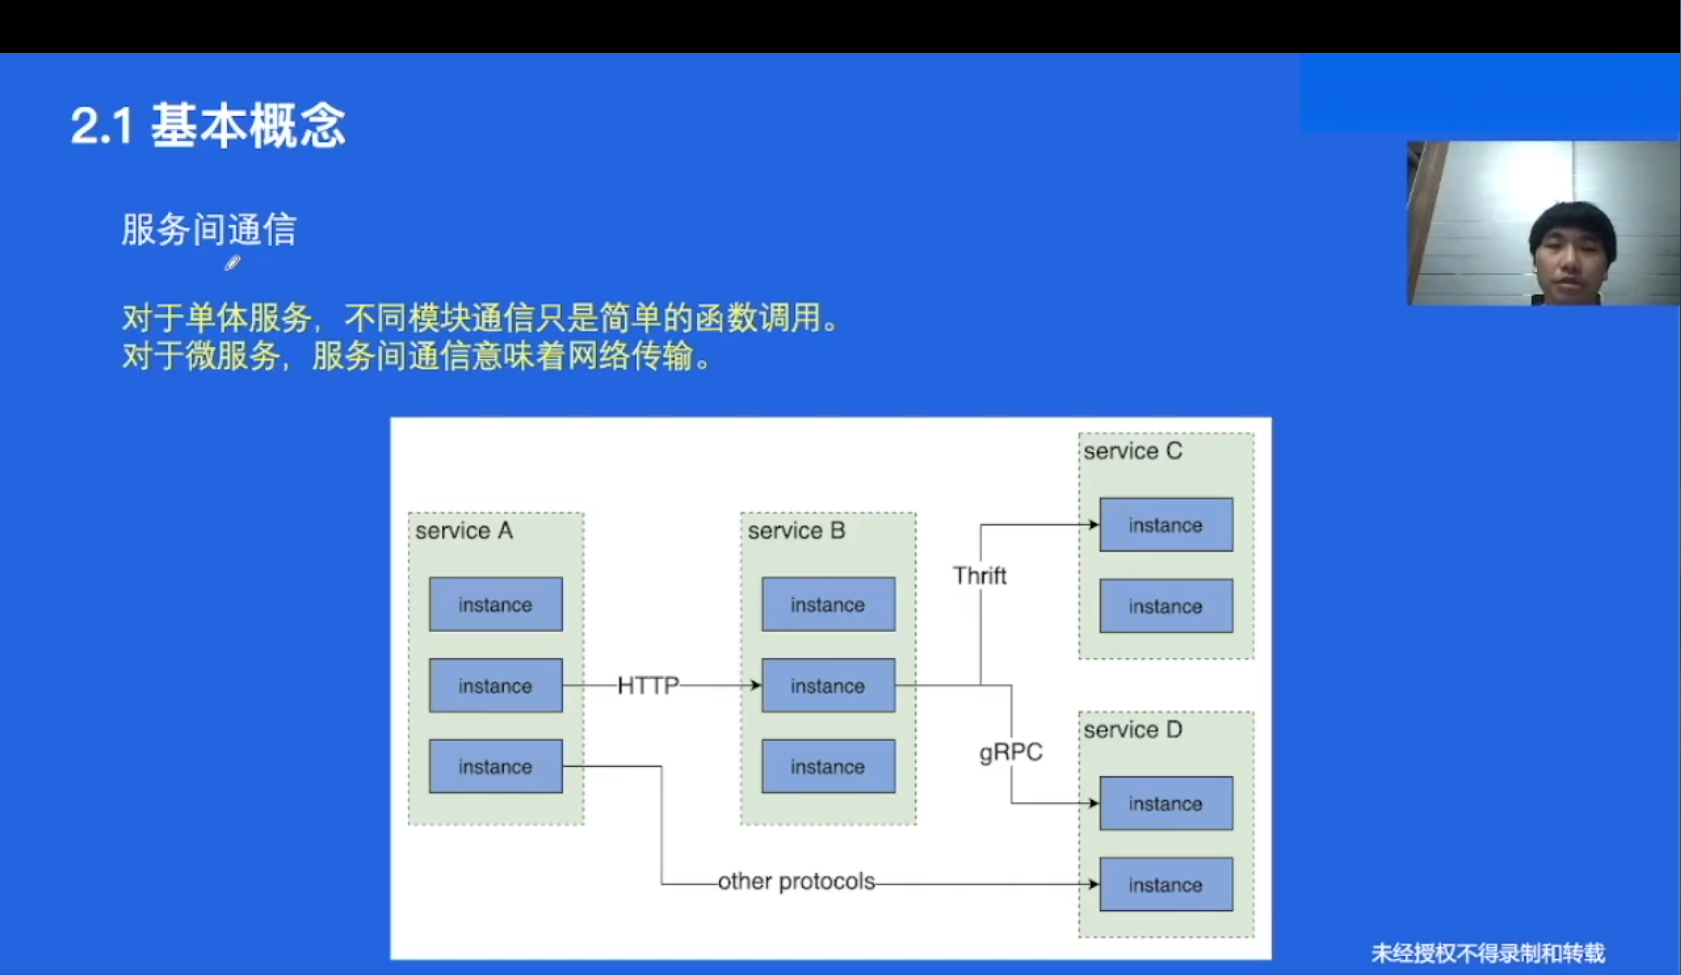 2.1 基本概念
服务间通信
对于单体服务，不同模块通信只是简单的函数调用。
对于微服务，服务间通信意味着网络传输。
service A
instance
instance
instance
HTTP
service B
instance
instance
instance
Thrift
gRPC
other protocols
service C
instance
instance
service D
instance
instance
未经授权不得录制和转载